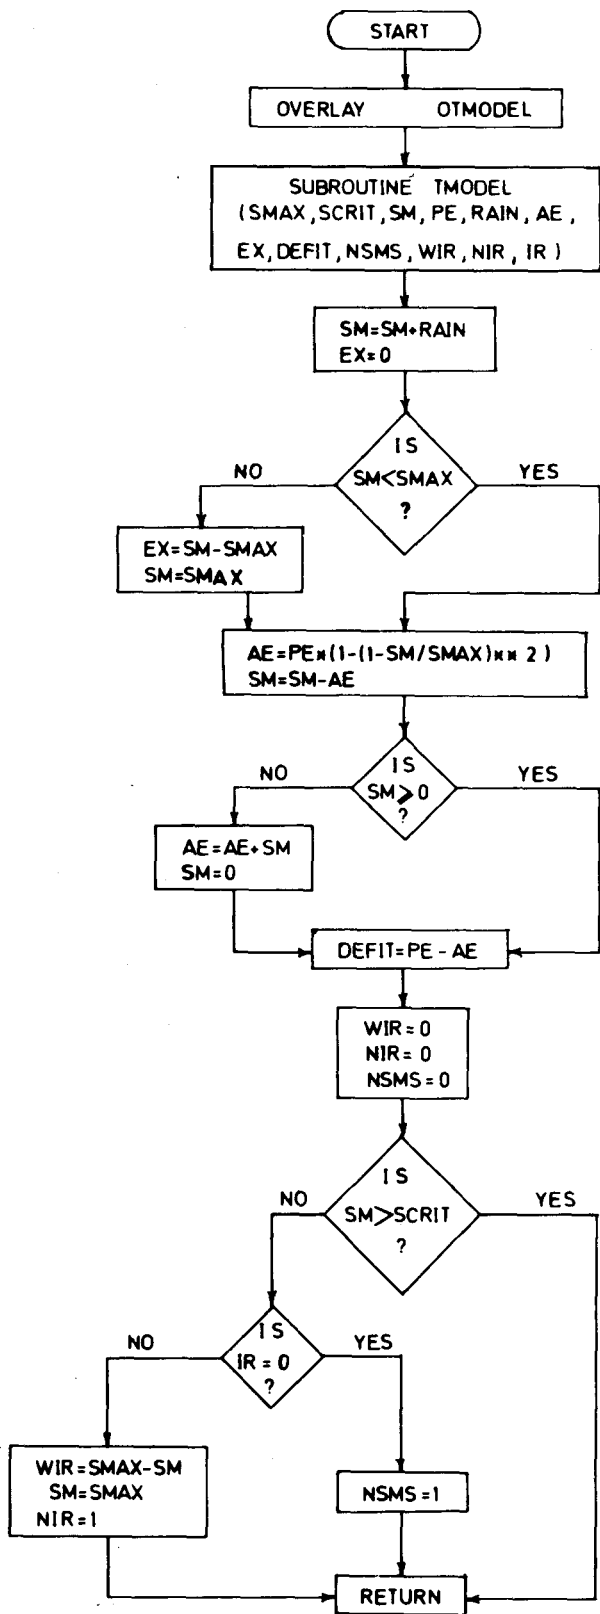 START
OVERLAY OTMODEL
SUBROUTINE TMODEL
(SMAX,SCRIT,SM,PE,RAIN,AE,
EX,DEFIT,NSMS,WIR,NIR,IR)
SM=SM+RAIN
EX=0
IS
SM<SMAX
?
NO
YES
EX=SM-SMAX
SM=SMAX
AE=PE*(1-(1-SM/SMAX)**2)
SM=SM-AE
IS
SM⩾0
?
NO
YES
AE=AE+SM
SM=0
DEFIT=PE-AE
WIR=0
NIR=0
NSMS=0
IS
SM>SCRIT
?
NO
YES
IS
IR=0
?
NO
YES
WIR=SMAX-SM
SM=SMAX
NIR=1
NSMS=1
RETURN